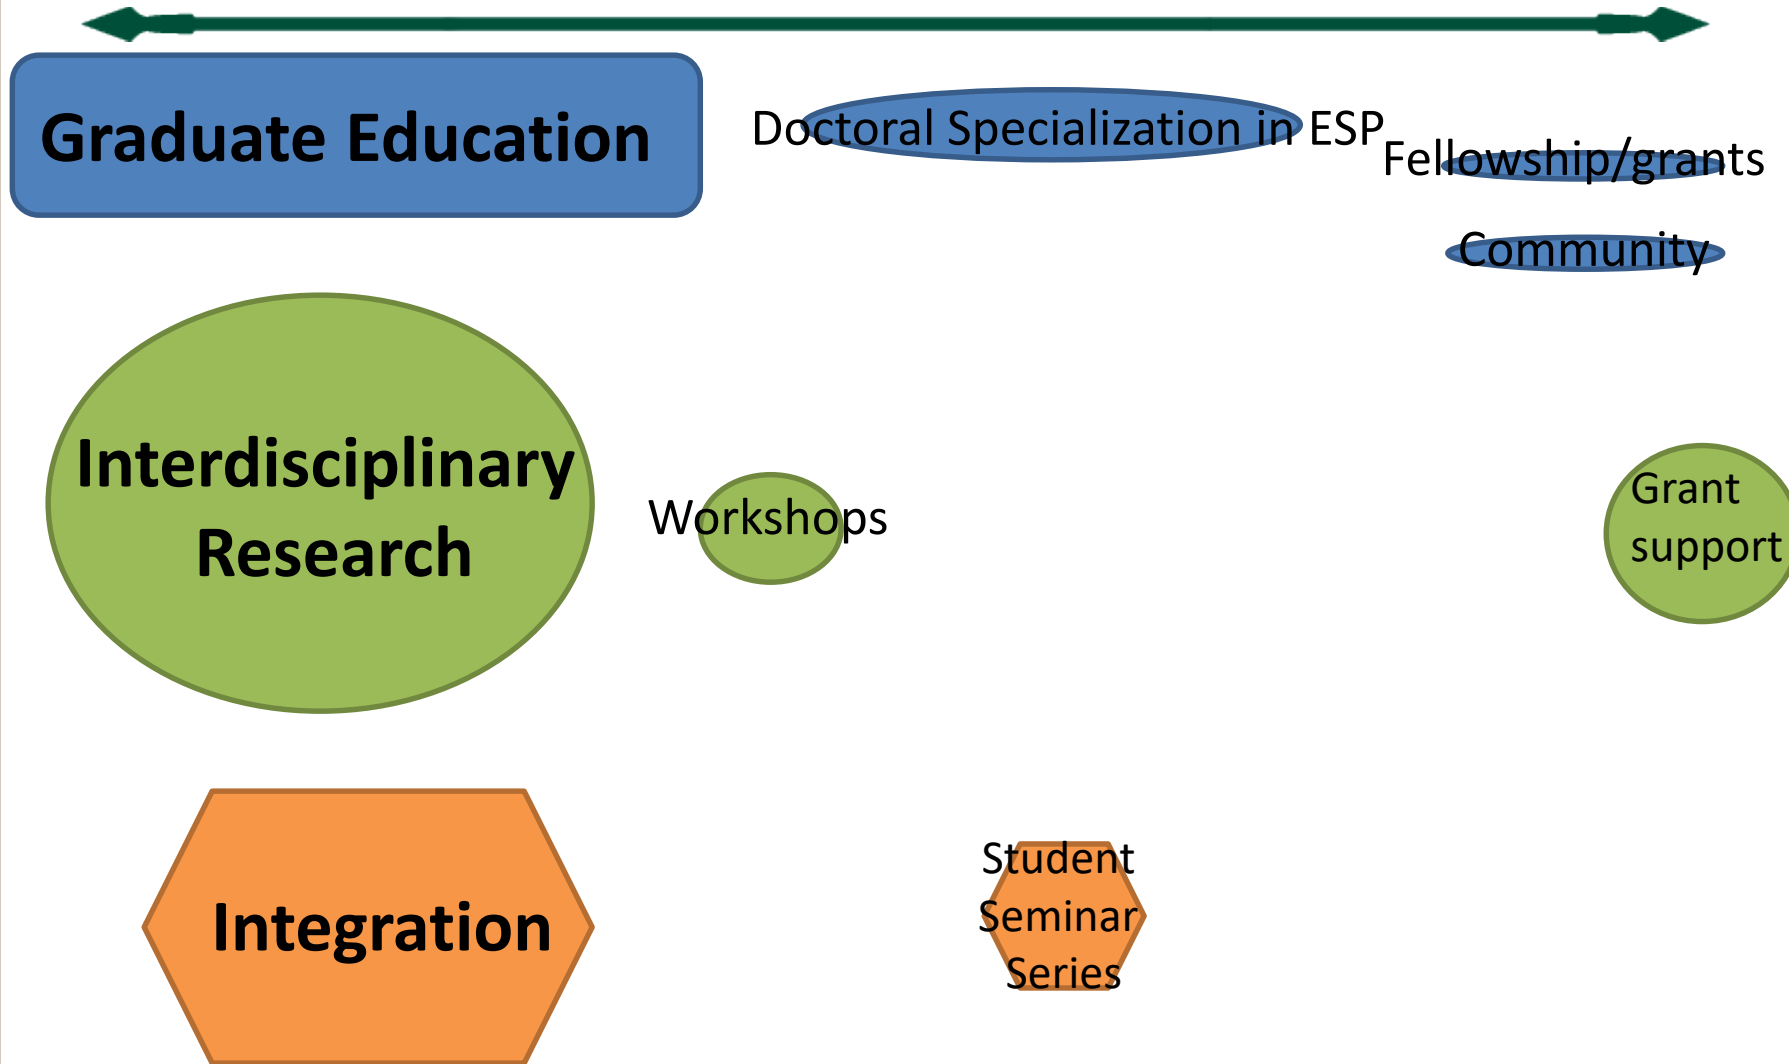 Graduate Education
Doctoral Specialization in ESP
Fellowship/grants
Community
Interdisciplinary
Research
Workshops
Grant
support
Integration
Student
Seminar
Series